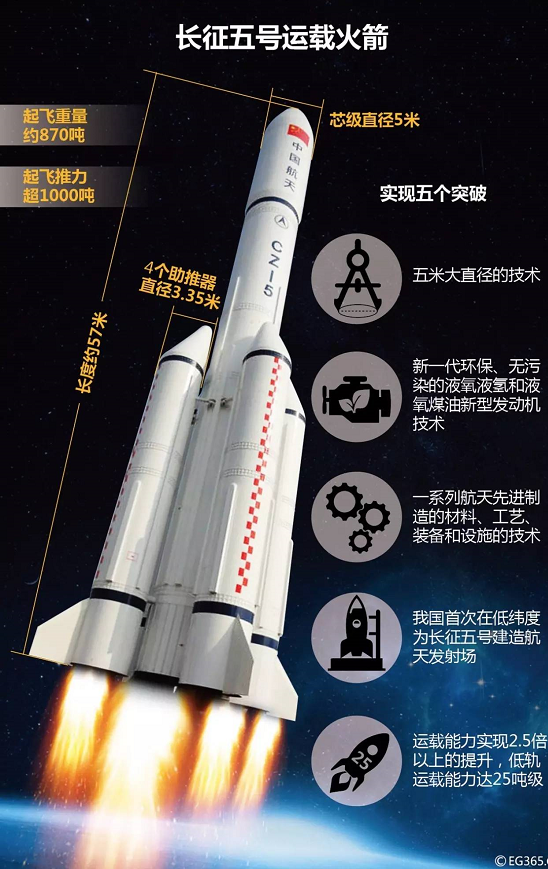 长征五号运载火箭
起飞重量
约870吨
芯级直径5米
起飞推力
超1000吨
中国航天
实现五个突破
CZ-5
4个助推器
直径3.35米
长度约57米
五米大直径的技术
新一代环保、无污
染的液氧液氢和液
氧煤油新型发动机
技术
一系列航天先进制
造的材料、工艺、
装备和设施的技术
我国首次在低纬度
为长征五号建造航
天发射场
25
运载能力实现2.5倍
以上的提升，低轨
运载能力达25吨级